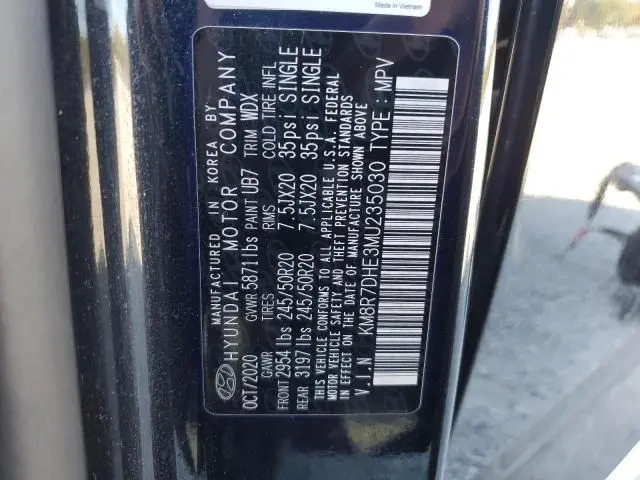 Made in Vietnam
MANUFACTURED IN KOREA BY
HYUNDAI MOTOR COMPANY
OCT/2020 GVWR 5871 lbs PAINT UB7 TRIM WDX
GAWR TIRES RIMS COLD TIRE INFL
FRONT 2954 lbs 245/50R20 7.5JX20 35psi SINGLE
REAR 3197 lbs 245/50R20 7.5JX20 35psi SINGLE
THIS VEHICLE CONFORMS TO ALL APPLICABLE U.S.A. FEDERAL
MOTOR VEHICLE SAFETY AND THEFT PREVENTION STANDARDS
IN EFFECT ON THE DATE OF MANUFACTURE SHOWN ABOVE
V.I.N : KM8R7DHE3MU235030 TYPE : MPV